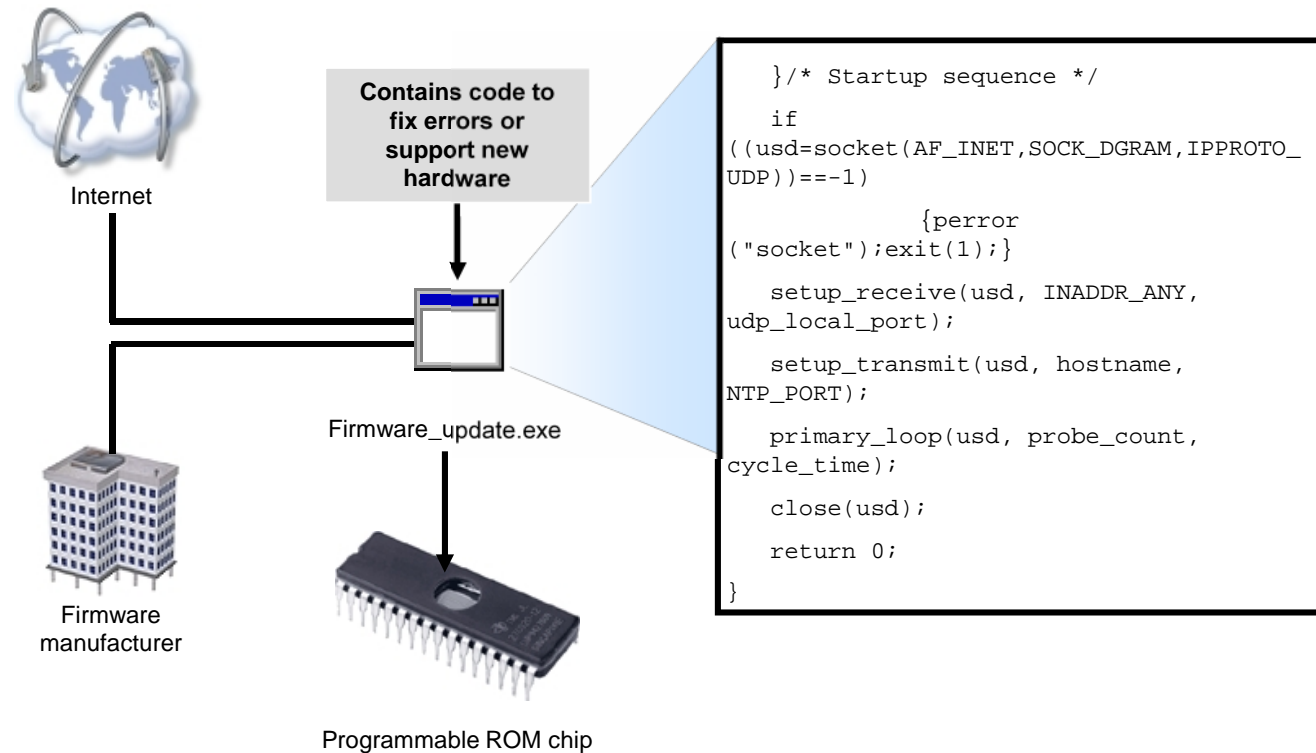 Internet
Contains code to
fix errors or
support new
hardware
Firmware_update.exe
Firmware
manufacturer
Programmable ROM chip
}/* Startup sequence */
if
((usd=socket(AF_INET,SOCK_DGRAM,IPPROTO_
UDP))==-1)
{perror
("socket");exit(1);}
setup_receive(usd, INADDR_ANY,
udp_local_port);
setup_transmit(usd, hostname,
NTP_PORT);
primary_loop(usd, probe_count,
cycle_time);
close(usd);
return 0;
}